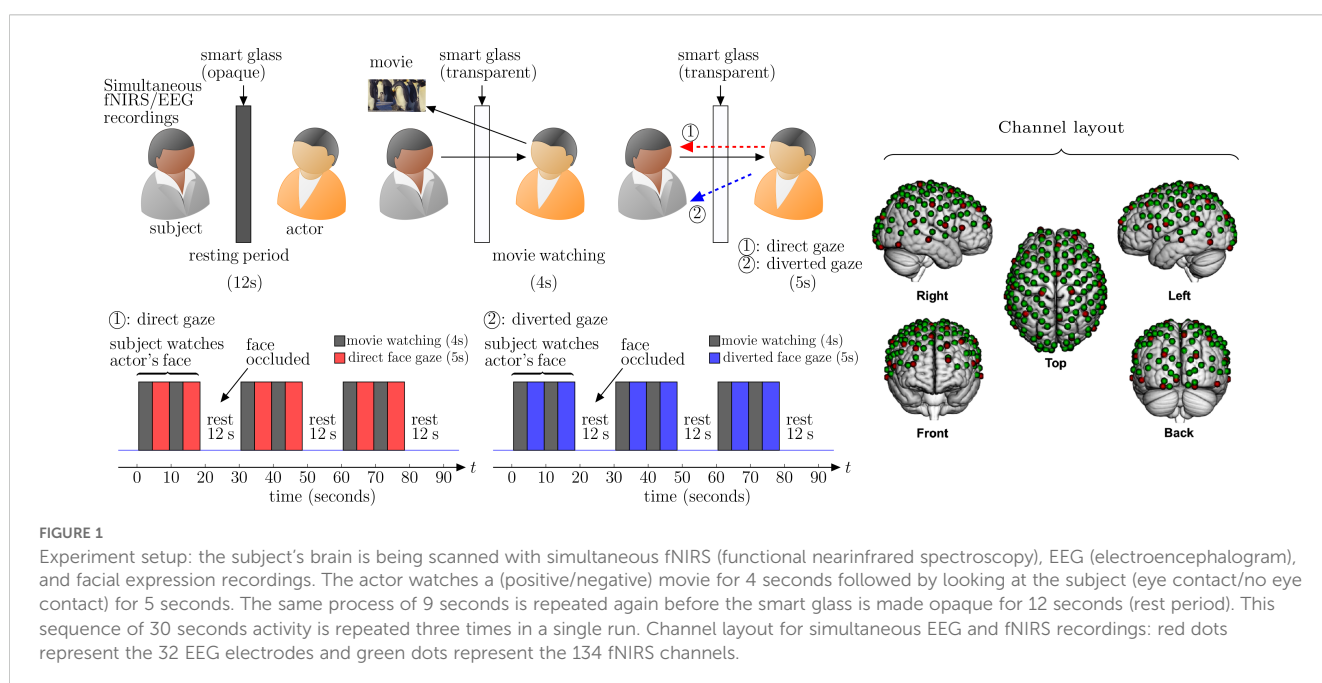 smart glass
(opaque)
Simultaneous
fNIRS/EEG
recordings
subject
actor
resting period
(12s)
movie
smart glass
(transparent)
movie watching
(4s)
smart glass
(transparent)
①
②
①: direct gaze
②: diverted gaze
(5s)
Channel layout
Right
Left
Top
Front
Back
①: direct gaze
subject watches
actor's face
face
occluded
movie watching (4s)
direct face gaze (5s)
rest
12 s
rest
12 s
rest
12 s
t
0 10 20 30 40 50 60 70 80 90
time (seconds)
②: diverted gaze
subject watches
actor's face
face
occluded
movie watching (4s)
diverted face gaze (5s)
rest
12 s
rest
12 s
rest
12 s
t
0 10 20 30 40 50 60 70 80 90
time (seconds)
FIGURE 1
Experiment setup: the subject's brain is being scanned with simultaneous fNIRS (functional nearinfrared spectroscopy), EEG (electroencephalogram),
and facial expression recordings. The actor watches a (positive/negative) movie for 4 seconds followed by looking at the subject (eye contact/no eye
contact) for 5 seconds. The same process of 9 seconds is repeated again before the smart glass is made opaque for 12 seconds (rest period). This
sequence of 30 seconds activity is repeated three times in a single run. Channel layout for simultaneous EEG and fNIRS recordings: red dots
represent the 32 EEG electrodes and green dots represent the 134 fNIRS channels.